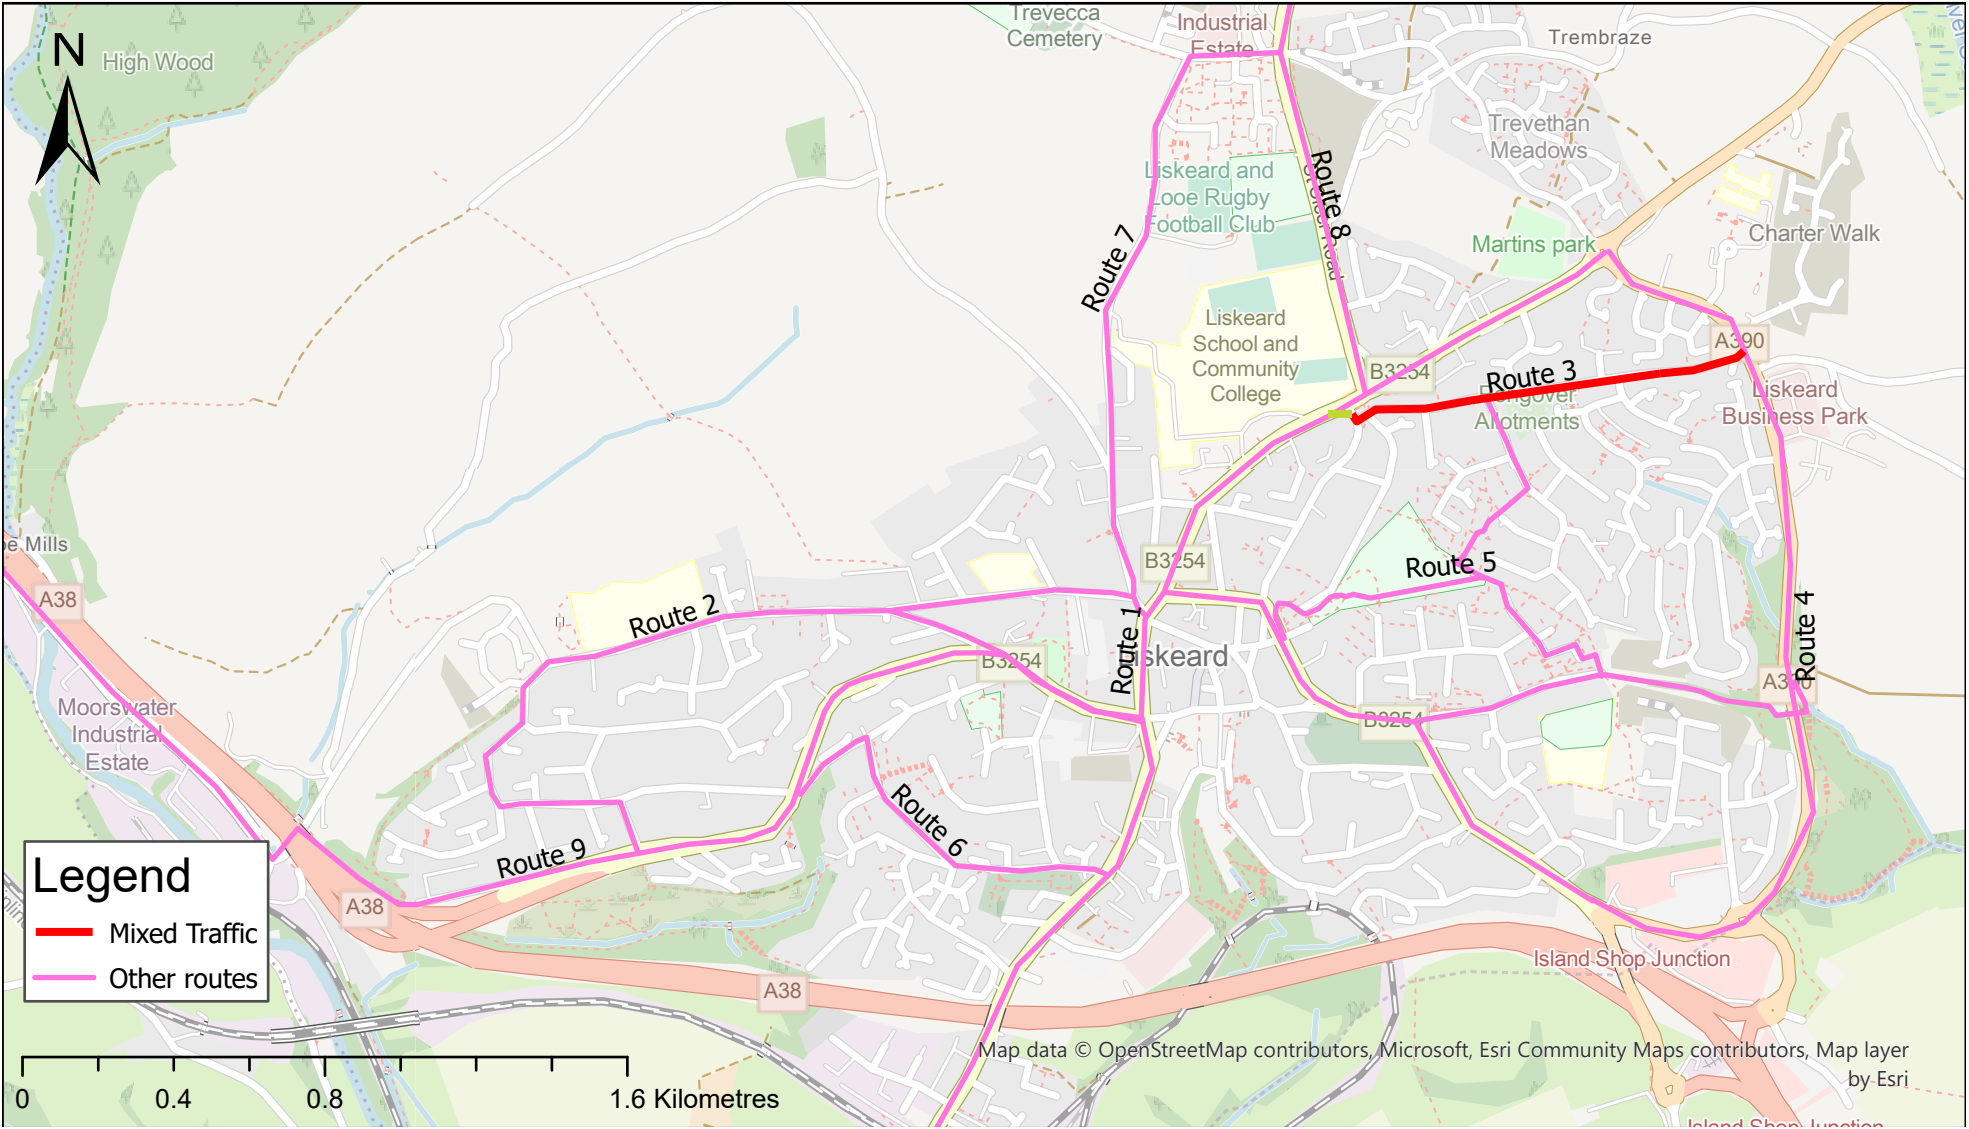 Trevecca
Cemetery
Industrial
Estate
Trembraze
N
High Wood
Trevethan
Meadows
Liskeard and
Looe Rugby
Football Club
Route 8
Martins park
Charter Walk
Route 7
Liskeard
School and
Community
College
B3254
A390
Route 3
Liskeard
Business Park
Allotments
B3254
A38
Route 5
Route 2
Route 1
Route 4
B3254
B3254
Moorswater
Industrial
Estate
Route 6
Route 9
A38
Legend
Mixed Traffic
Other routes
A38
Island Shop Junction
0 0.4 0.8 1.6 Kilometres
Map data © OpenStreetMap contributors, Microsoft, Esri Community Maps contributors, Map layer
by Esri